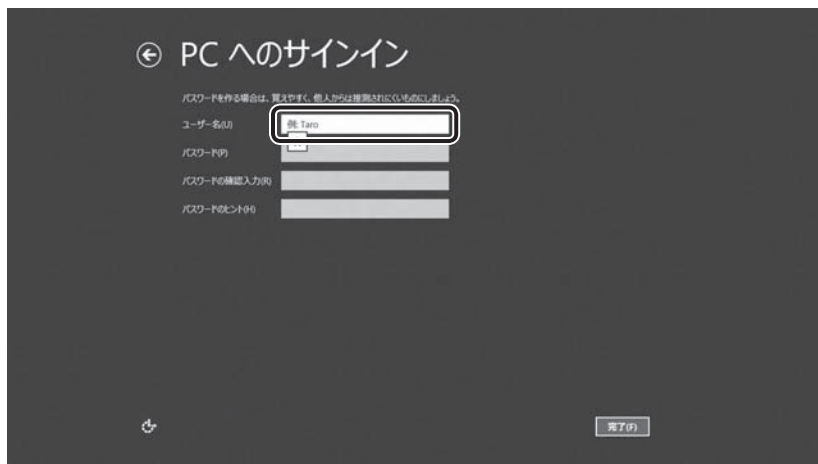 PC へのサインイン
パスワードを作る場合は、覚えやすく、他人からは推測されにくいものにしましょう。
ユーザー名(U)
例: Taro
パスワード(P)
パスワードの確認入力(R)
パスワードのヒント(H)
完了(F)